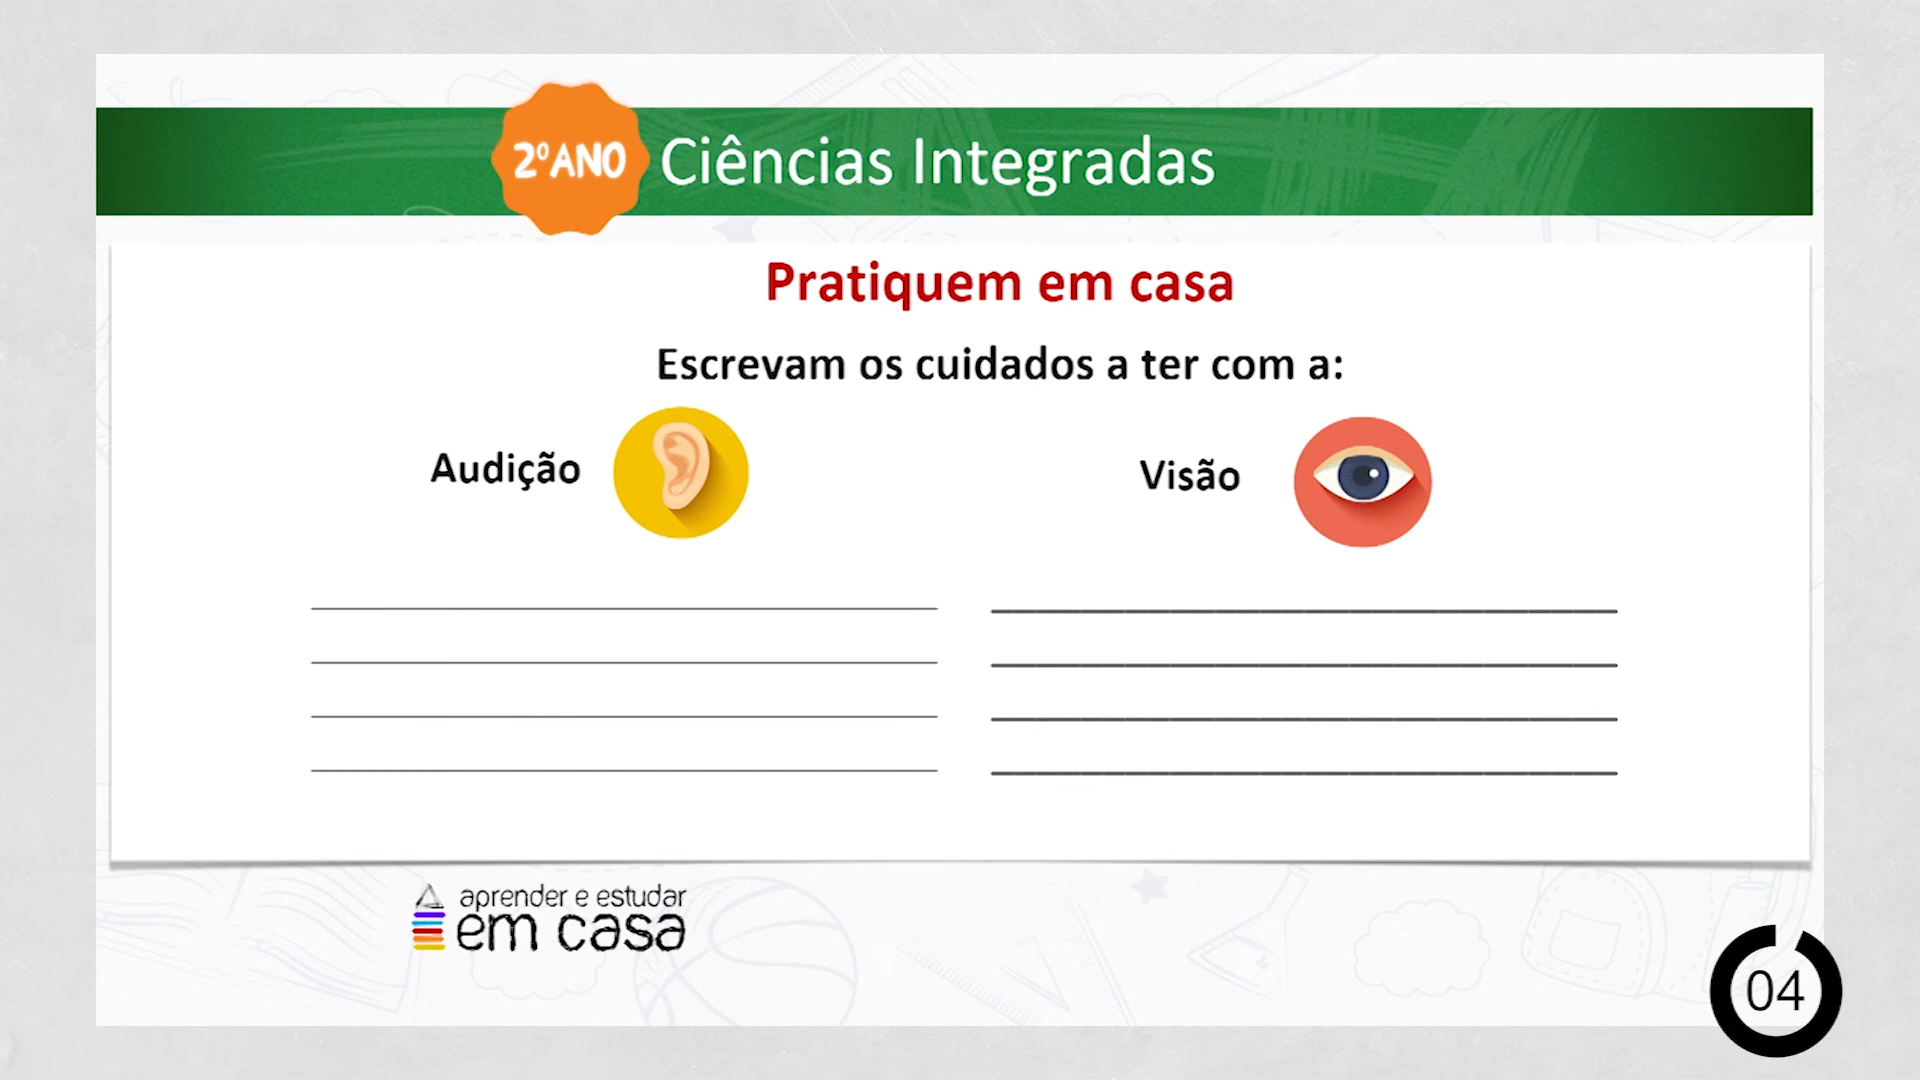 2ºANO Ciências Integradas
Pratiquem em casa
Escrevam os cuidados a ter com a:
Audição
Visão
aprender e estudar
em casa
04